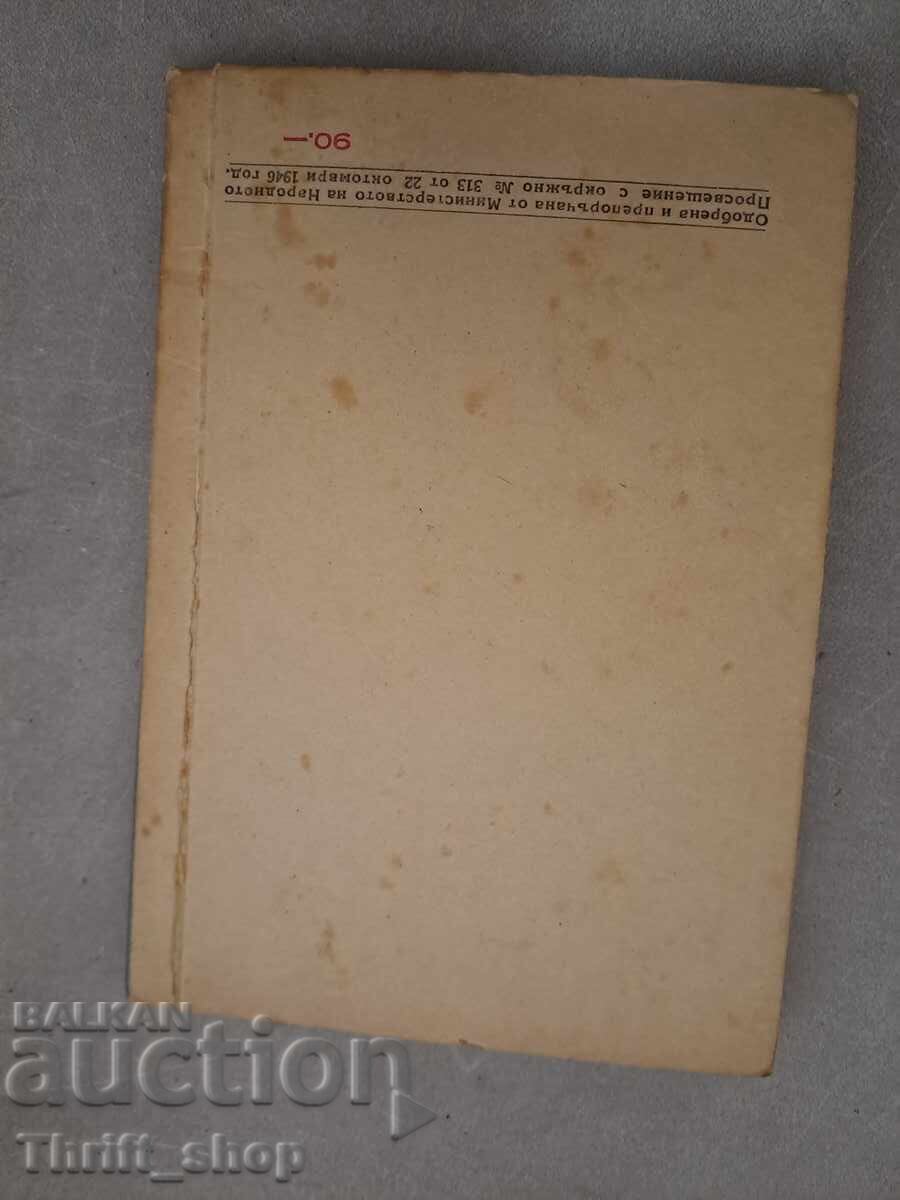 Одобрена и препоръчана от Министерството на Народното
Просвещение с окръжно № 313 от 22 октомври 1946 год.
90.—
BALKAN
auction
Thrift_shop